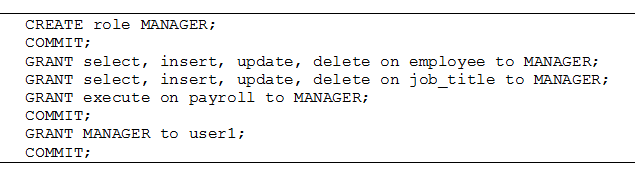 CREATE role MANAGER;
COMMIT;
GRANT select, insert, update, delete on employee to MANAGER;
GRANT select, insert, update, delete on job_title to MANAGER;
GRANT execute on payroll to MANAGER;
COMMIT;
GRANT MANAGER to user1;
COMMIT;